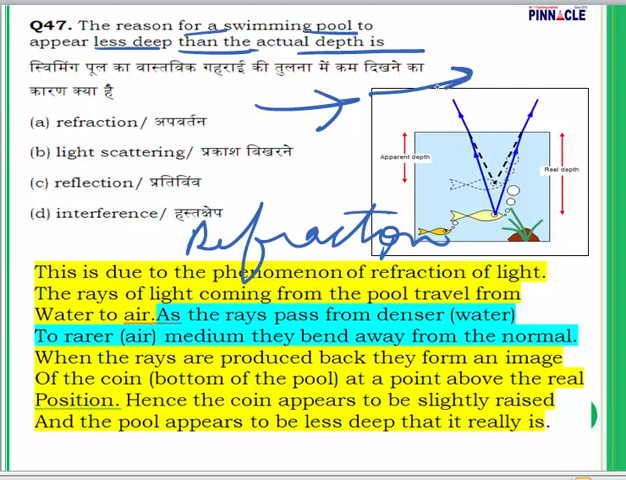 PINNACLE
Q47. The reason for a swimming pool to
appear less deep than the actual depth is
स्विमिंग पूल का वास्तविक गहराई की तुलना में कम दिखने का
कारण क्या है
(a) refraction/ अपवर्तन
(b) light scattering/ प्रकाश बिखरने
(c) reflection/ प्रतिविंव
(d) interference/ हस्तक्षेप
Apparent depth
Real depth
Refraction
This is due to the phenomenon of refraction of light.
The rays of light coming from the pool travel from
Water to air. As the rays pass from denser (water)
To rarer (air) medium they bend away from the normal.
When the rays are produced back they form an image
Of the coin (bottom of the pool) at a point above the real
Position. Hence the coin appears to be slightly raised
And the pool appears to be less deep that it really is.